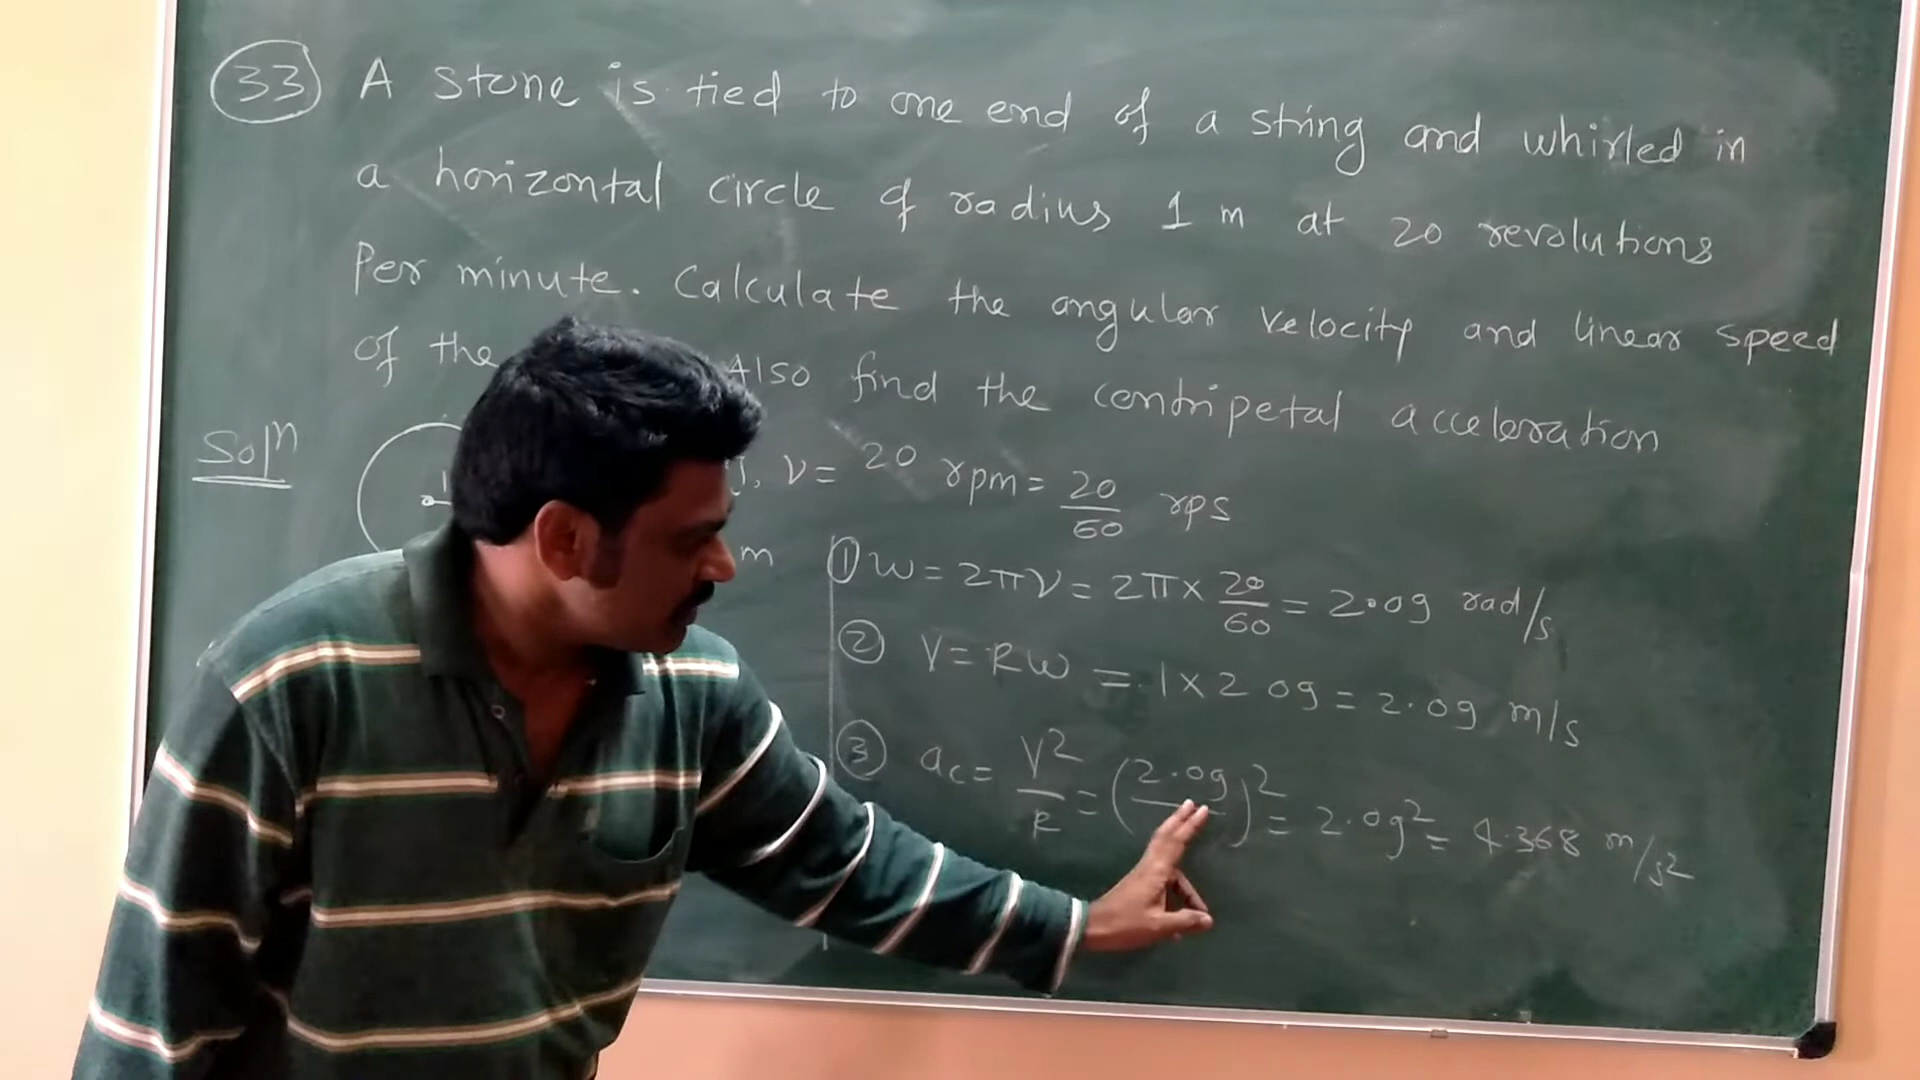 33 A stone is tied to one end of a string and whirled in
a horizontal circle of radius 1 m at 20 revolutions
Per minute. Calculate the angular velocity and linear speed
of the Also find the centripetal acceleration
Solⁿ
ν = 20 rpm = 20/60 rps
m
① ω = 2πν = 2π × 20/60 = 2.09 rad/s
② V = Rω = 1 × 2 09 = 2.09 m/s
③ ac = V²/R = (2.09)² = 2.09² = 4.368 m/s²